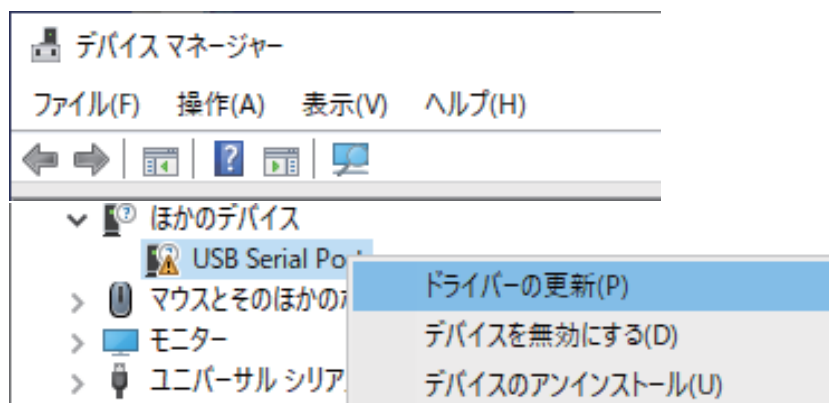 デバイス マネージャー
ファイル(F) 操作(A) 表示(V) ヘルプ(H)
ほかのデバイス
USB Serial
ドライバーの更新(P)
マウスとそのほかの
デバイスを無効にする(D)
モニター
ユニバーサル シリア
デバイスのアンインストール(U)